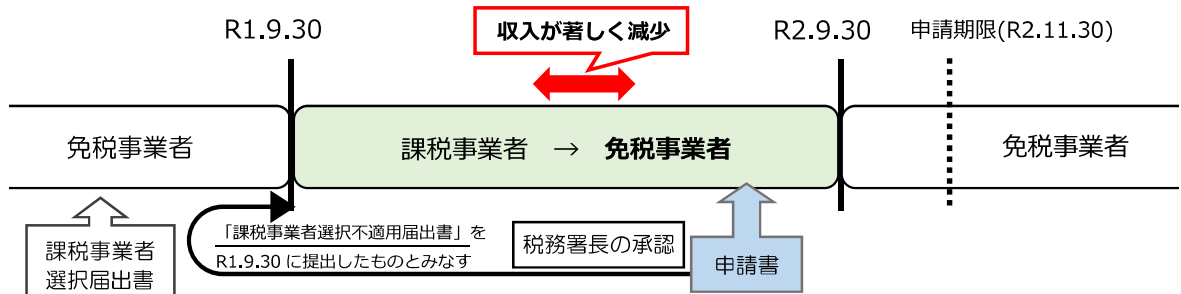 収入が著しく減少
R1.9.30
R2.9.30
申請期限(R2.11.30)
免税事業者
課税事業者 → 免税事業者
免税事業者
「課税事業者選択不適用届出書」を
R1.9.30 に提出したものとみなす
税務署長の承認
申請書
課税事業者
選択届出書